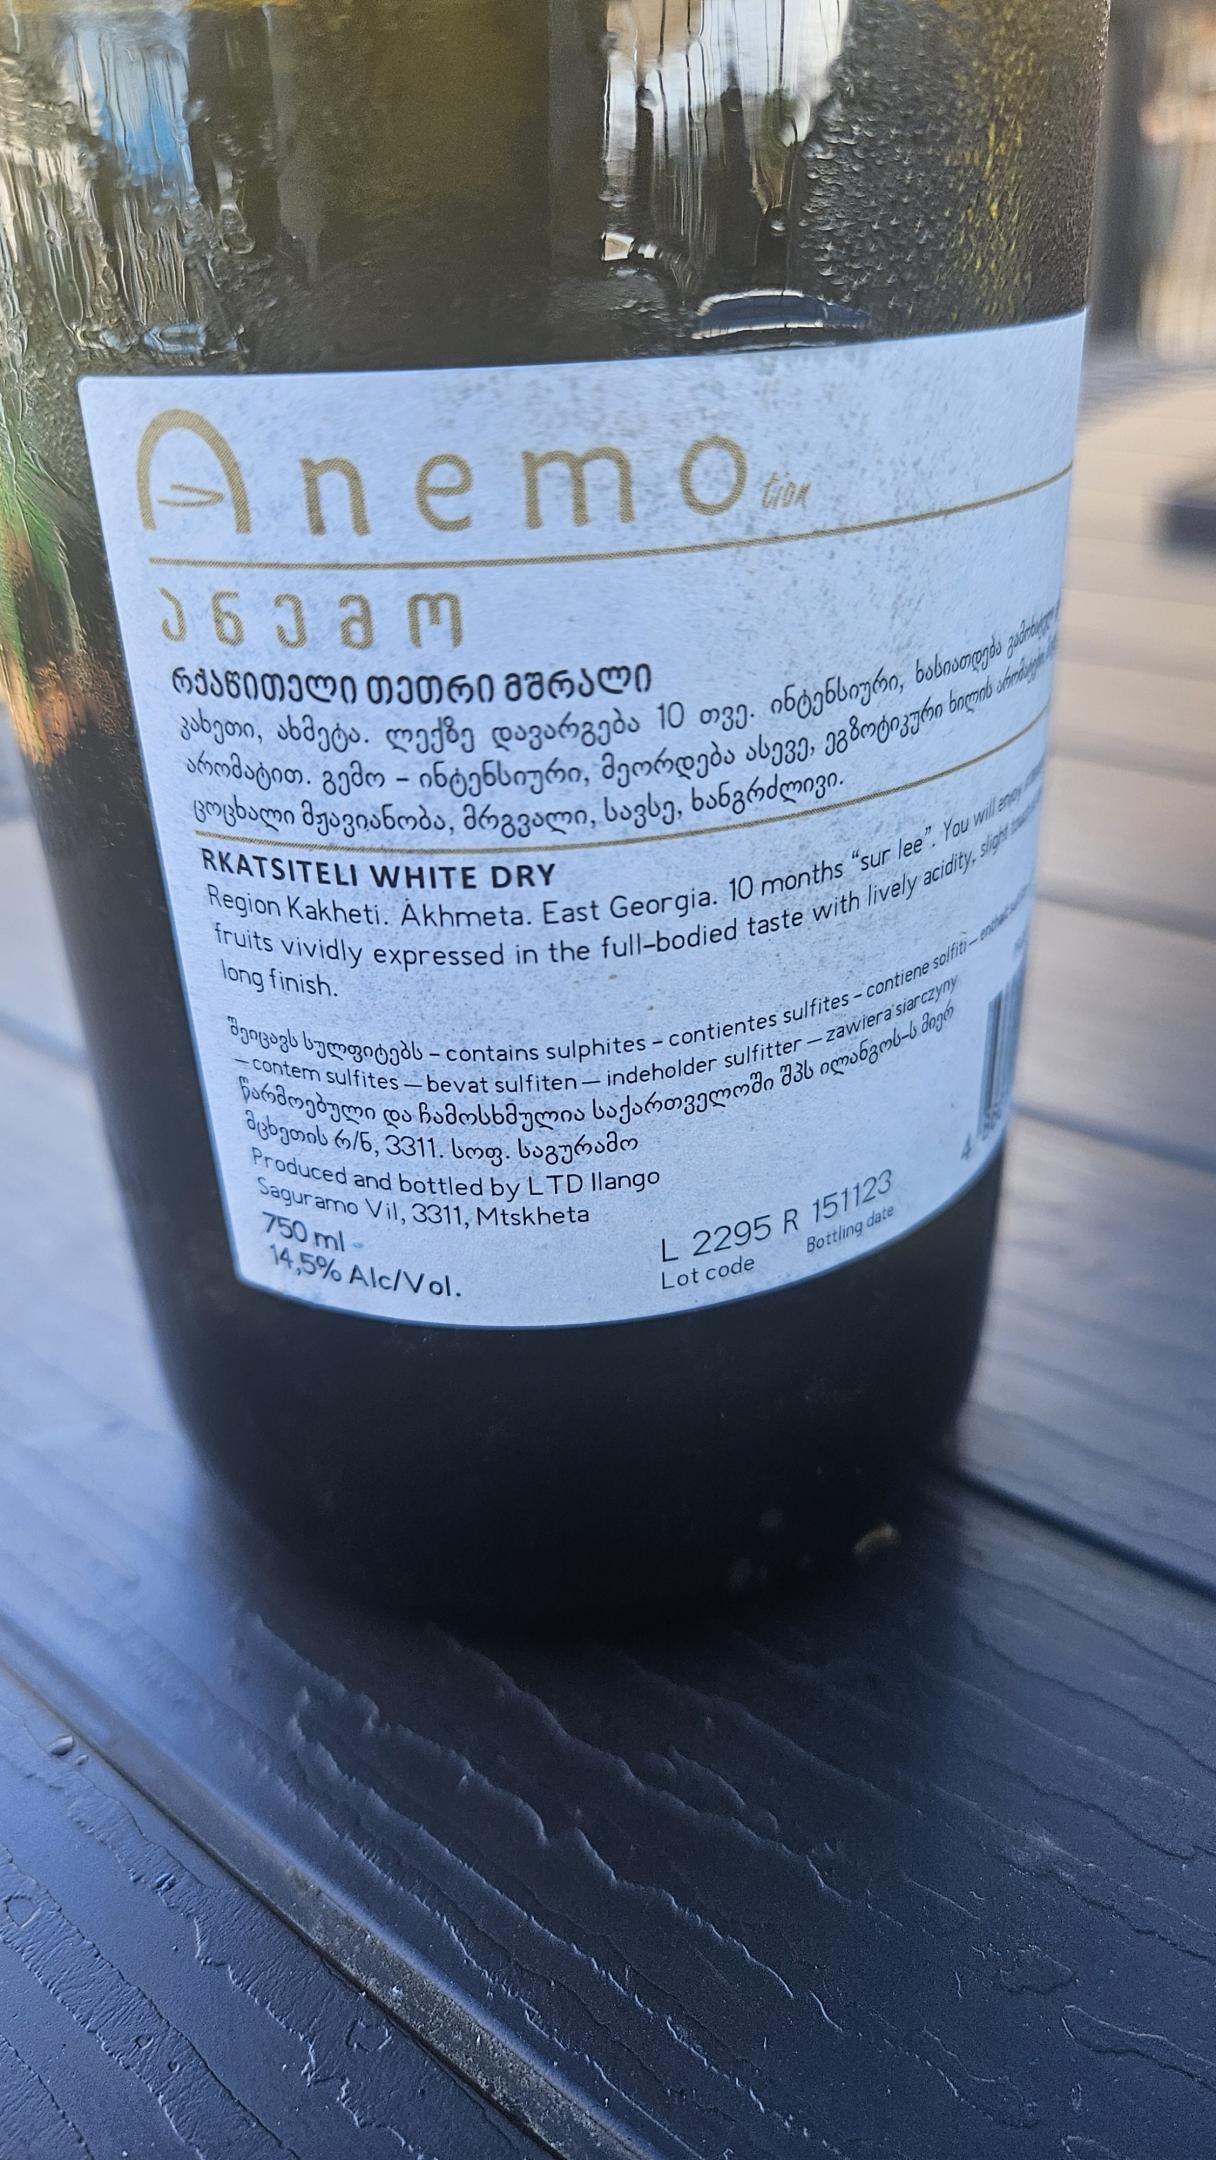 Anemotion
ანემო
რქაწითელი თეთრი მშრალი
კახეთი, ახმეტა. ლექზე დავარგება 10 თვე. ინტენსიური, ხასიათდება
არომატით. გემო – ინტენსიური, მეორდება ასევე, ეგზოტიკური ხილის არომატები
ცოცხალი მჟავიანობა, მრგვალი, სავსე, ხანგრძლივი.
RKATSITELI WHITE DRY
Region Kakheti. Akhmeta. East Georgia. 10 months “sur lee”. You will enjoy
fruits vividly expressed in the full-bodied taste with lively acidity, slight
long finish.
შეიცავს სულფიტებს – contains sulphites – contientes sulfites – contiene solfiti –
– contem sulfites – bevat sulfiten – indeholder sulfitter – zawiera siarczyny
წარმოებული და ჩამოსხმულია საქართველოში შპს ილანგოს-ს მიერ
მცხეთის რ/ნ, 3311. სოფ. საგურამო
Produced and bottled by LTD Ilango
Saguramo Vil, 3311, Mtskheta
750 ml
14,5% Alc/Vol.
L 2295 R 151123
Lot code Bottling date
4